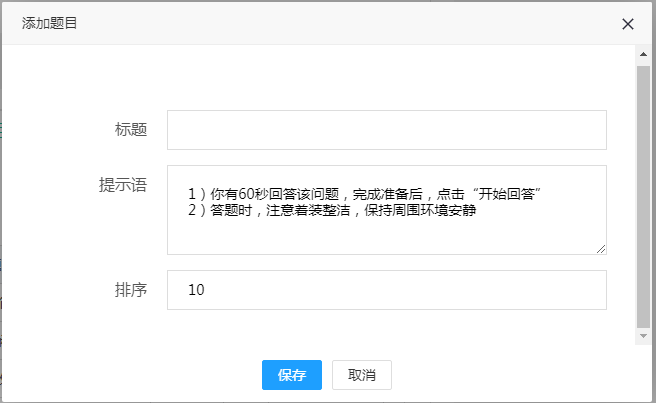 添加题目
标题
提示语
1）你有60秒回答该问题，完成准备后，点击“开始回答”
2）答题时，注意着装整洁，保持周围环境安静
排序
10
保存
取消